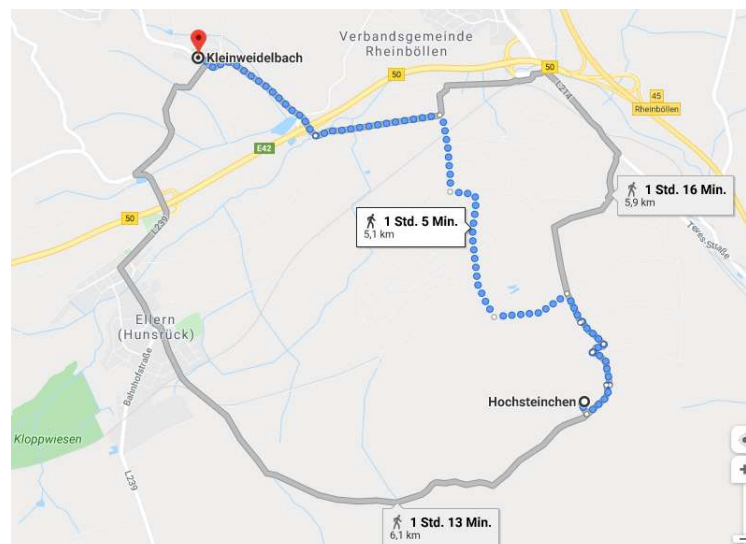 Kleinweidelbach
Verbandsgemeinde
Rheinböllen
50
50
L214
45
Rheinböllen
E42
1 Std. 16 Min.
5,9 km
1 Std. 5 Min.
5,1 km
50
L239
Ellern
(Hunsrück)
Bahnhofstraße
Hochsteinchen
Kloppwiesen
L239
1 Std. 13 Min.
6,1 km